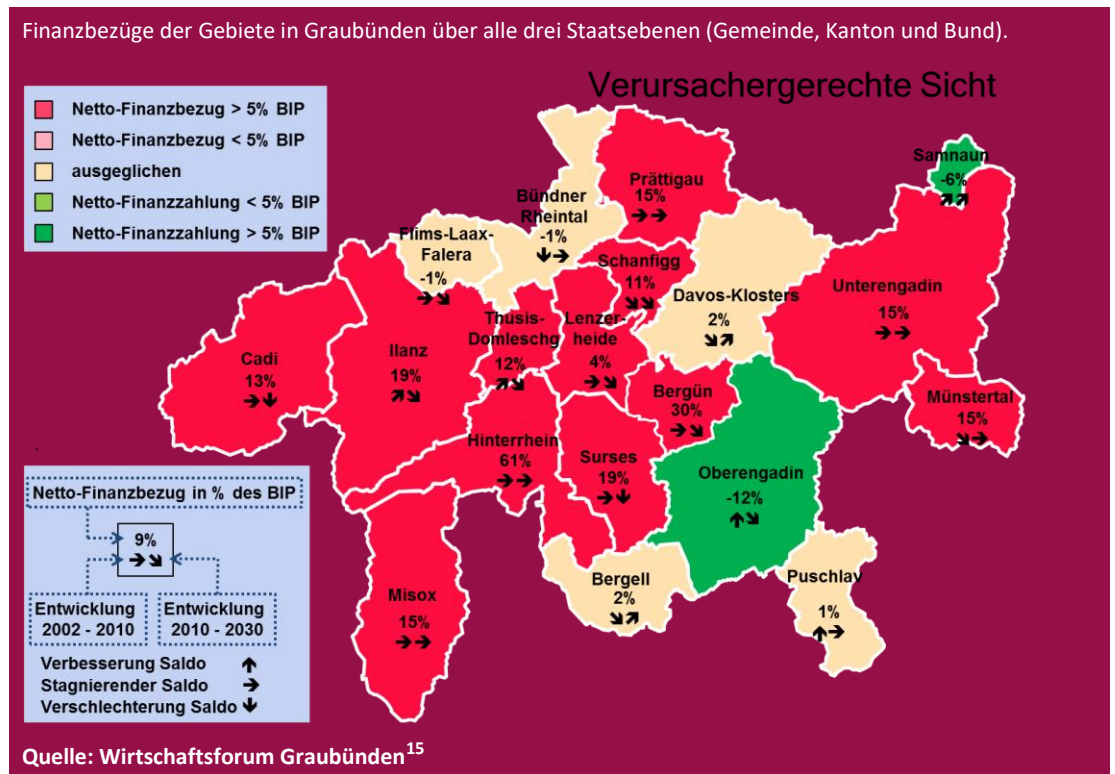 Finanzbezüge der Gebiete in Graubünden über alle drei Staatsebenen (Gemeinde, Kanton und Bund).
Verursachergerechte Sicht
Netto-Finanzbezug > 5% BIP
Netto-Finanzbezug < 5% BIP
ausgeglichen
Netto-Finanzzahlung < 5% BIP
Netto-Finanzzahlung > 5% BIP
Samnaun
-6%
↗↗
Prättigau
15%
→→
Bündner
Rheintal
-1%
↓→
Flims-Laax-
Falera
-1%
→↘
Schanfigg
11%
↘↘
Davos-Klosters
2%
↘↗
Unterengadin
15%
→→
Thusis-
Domleschg
12%
↗↘
Lenzer-
heide
4%
→↘
Cadi
13%
→↓
Ilanz
19%
↗↘
Bergün
30%
→↘
Münstertal
15%
↘→
Hinterrhein
61%
→→
Surses
19%
→↓
Oberengadin
-12%
↑↘
Bergell
2%
↘↗
Puschlav
1%
↑→
Misox
15%
→→
Netto-Finanzbezug in % des BIP
9%
→↘
Entwicklung
2002 - 2010
Entwicklung
2010 - 2030
Verbesserung Saldo ↑
Stagnierender Saldo →
Verschlechterung Saldo ↓
Quelle: Wirtschaftsforum Graubünden15